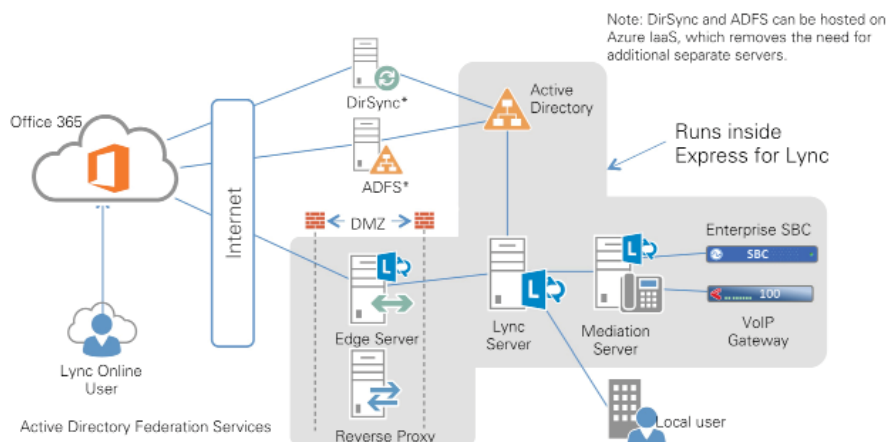 Note: DirSync and ADFS can be hosted on
Azure IaaS, which removes the need for
additional separate servers.
Office 365
DirSync*
Active
Directory
Runs inside
Express for Lync
ADFS*
Internet
DMZ
Enterprise SBC
SBC
L
L
L
100
Edge Server
Lync
Server
Mediation
Server
VoIP
Gateway
Lync Online
User
Active Directory Federation Services
Reverse Proxy
Local user